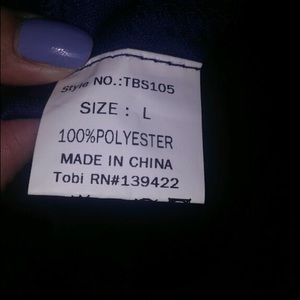 Style NO.:TBS105
SIZE : L
100%POLYESTER
MADE IN CHINA
Tobi RN#139422